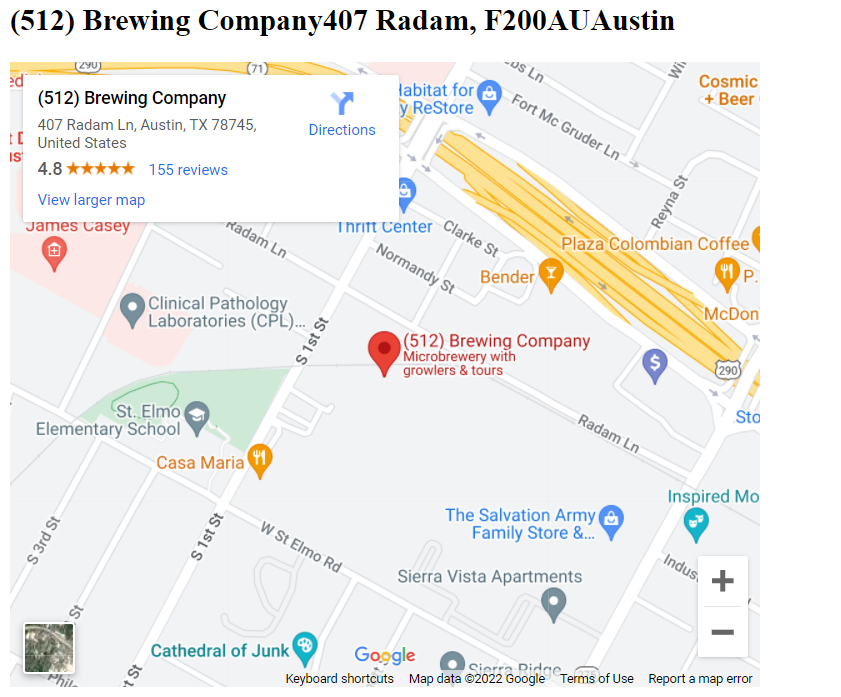 (512) Brewing Company407 Radam, F200AUAustin
290
71
(512) Brewing Company
407 Radam Ln, Austin, TX 78745,
United States
4.8
155 reviews
View larger map
Directions
Habitat for
ReStore
Fort Mc Gruder Ln
Cosmic
+ Beer
Reyna St
Thrift Center
James Casey
Radam Ln
Clarke St
Normandy St
Plaza Colombian Coffee
Bender
P.
McDon
Clinical Pathology
Laboratories (CPL)...
S 1st St
(512) Brewing Company
Microbrewery with
growlers & tours
$
290
St. Elmo
Elementary School
Casa Maria
Radam Ln
Sto
Inspired Mo
The Salvation Army
Family Store &...
S 3rd St
S 1st St
W St Elmo Rd
Indus
Sierra Vista Apartments
Cathedral of Junk
Google
Sierra Ridge
Keyboard shortcuts
Map data ©2022 Google
Terms of Use
Report a map error